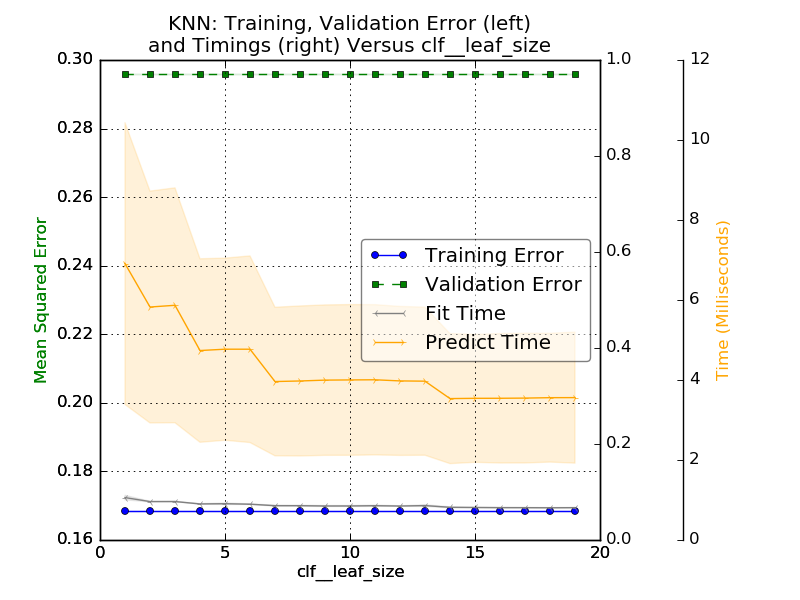 KNN: Training, Validation Error (left)
and Timings (right) Versus clf__leaf_size
Mean Squared Error
0.30
0.28
0.26
0.24
0.22
0.20
0.18
0.16
0 5 10 15 20
clf__leaf_size
Training Error
Validation Error
Fit Time
Predict Time
1.0
0.8
0.6
0.4
0.2
0.0
12
10
8
6
4
2
0
Time (Milliseconds)